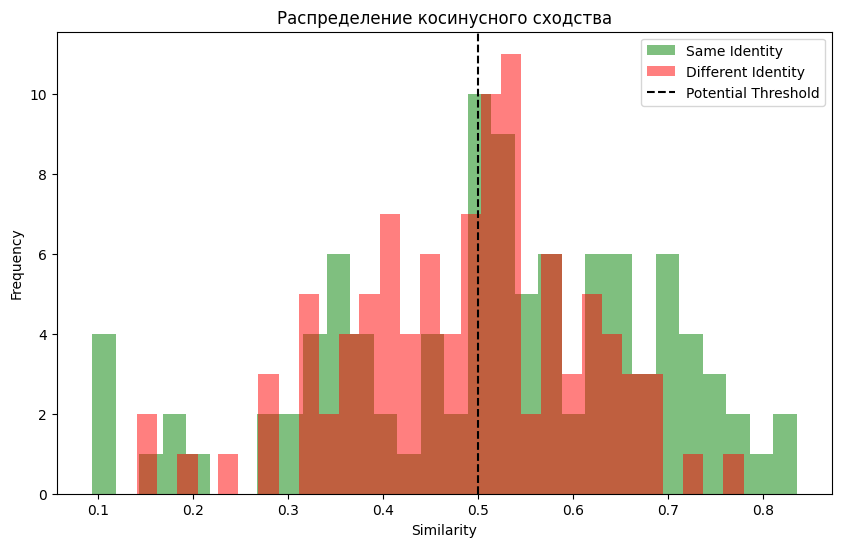 Распределение косинусного сходства
Same Identity
Different Identity
Potential Threshold
Frequency
10
8
6
4
2
0
0.1 0.2 0.3 0.4 0.5 0.6 0.7 0.8
Similarity